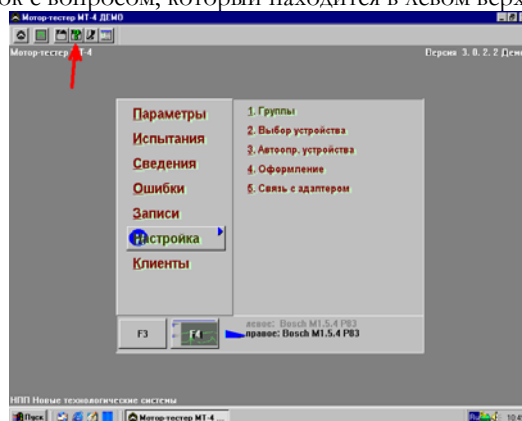 ок с вопросом, который находится в левом верх
Мотор-тестер МТ-4 ДЕМО
Мотор-тестер МТ-4
Версия 3.0.2.2 Демо
Параметры
Испытания
Сведения
Ошибки
Записи
Настройка
Клиенты
1. Группы
2. Выбор устройства
3. Автоопр. устройства
4. Оформление
5. Связь с адаптером
F3
F4
левое: Bosch M1.5.4 P83
правое: Bosch M1.5.4 P83
НПП Новые технологические системы
Пуск
Мотор-тестер МТ-4 ...
Ru